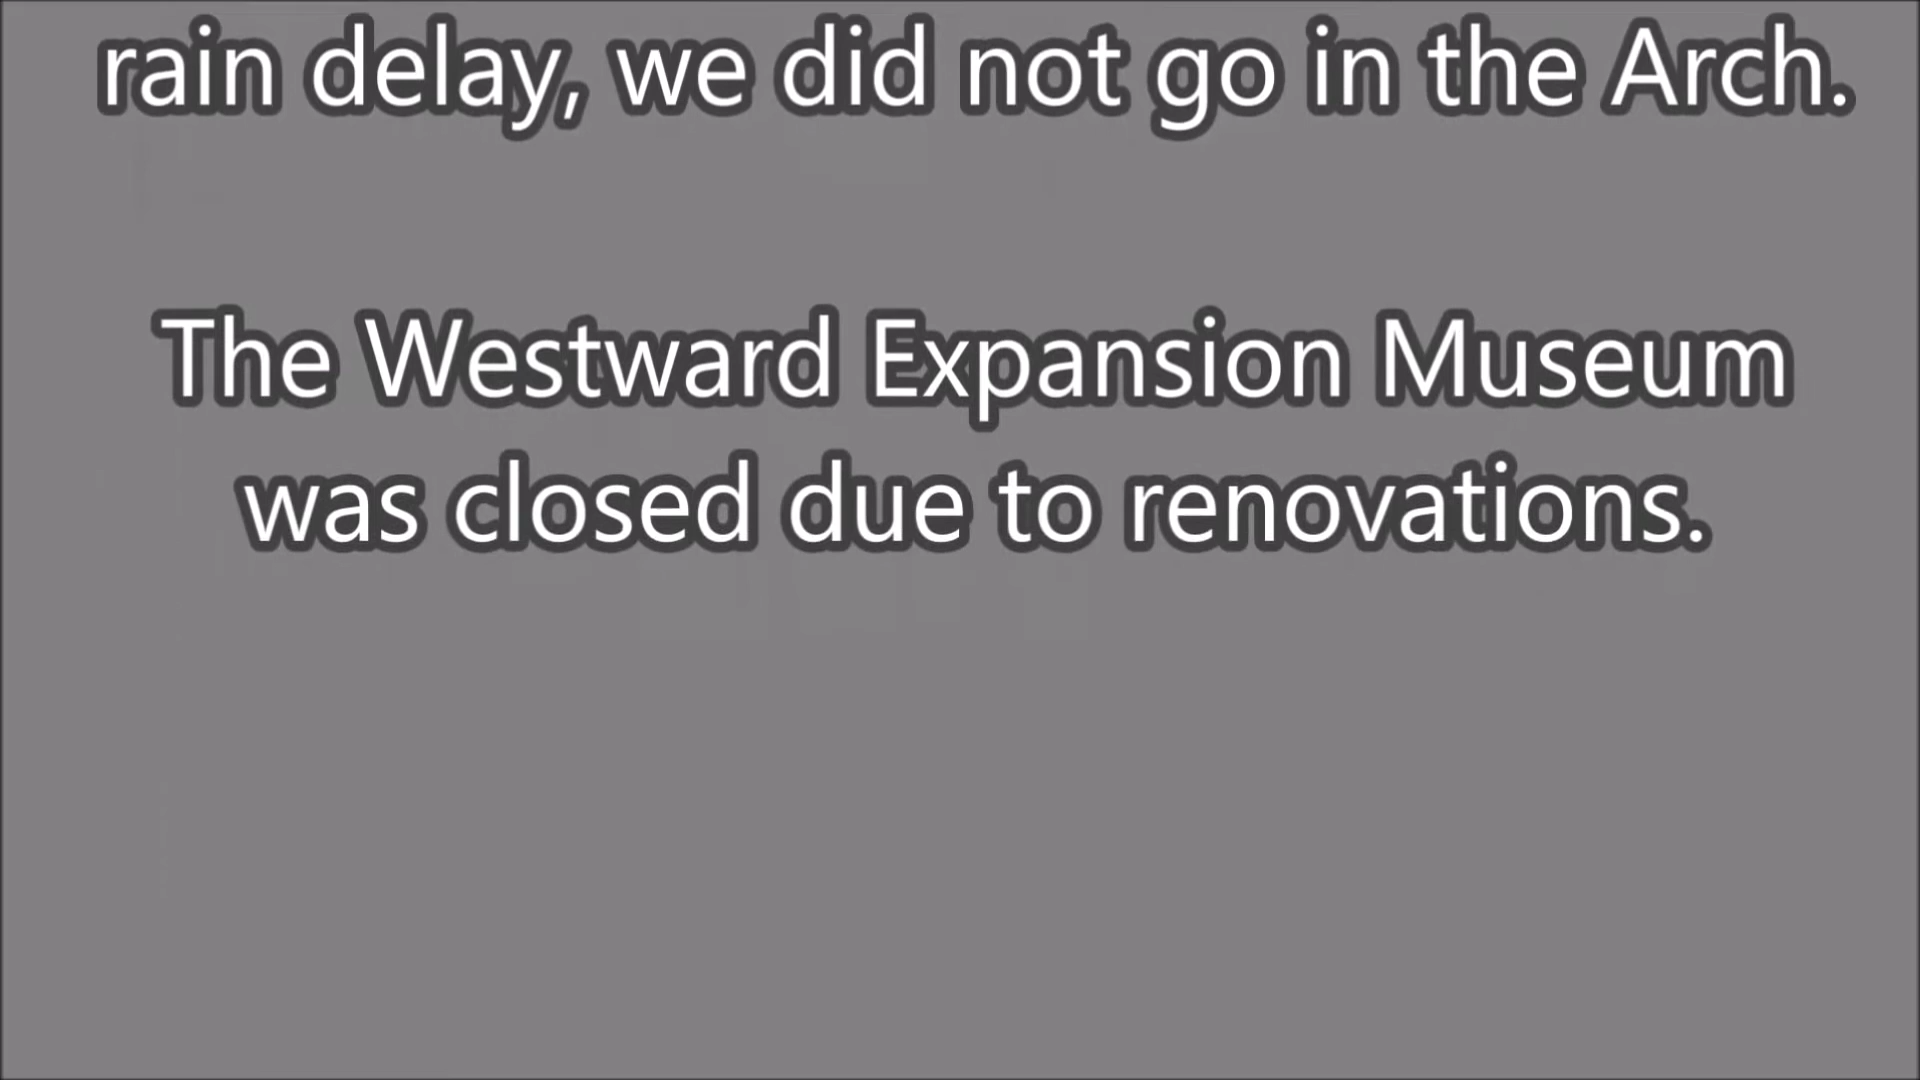 rain delay, we did not go in the Arch.
The Westward Expansion Museum
was closed due to renovations.